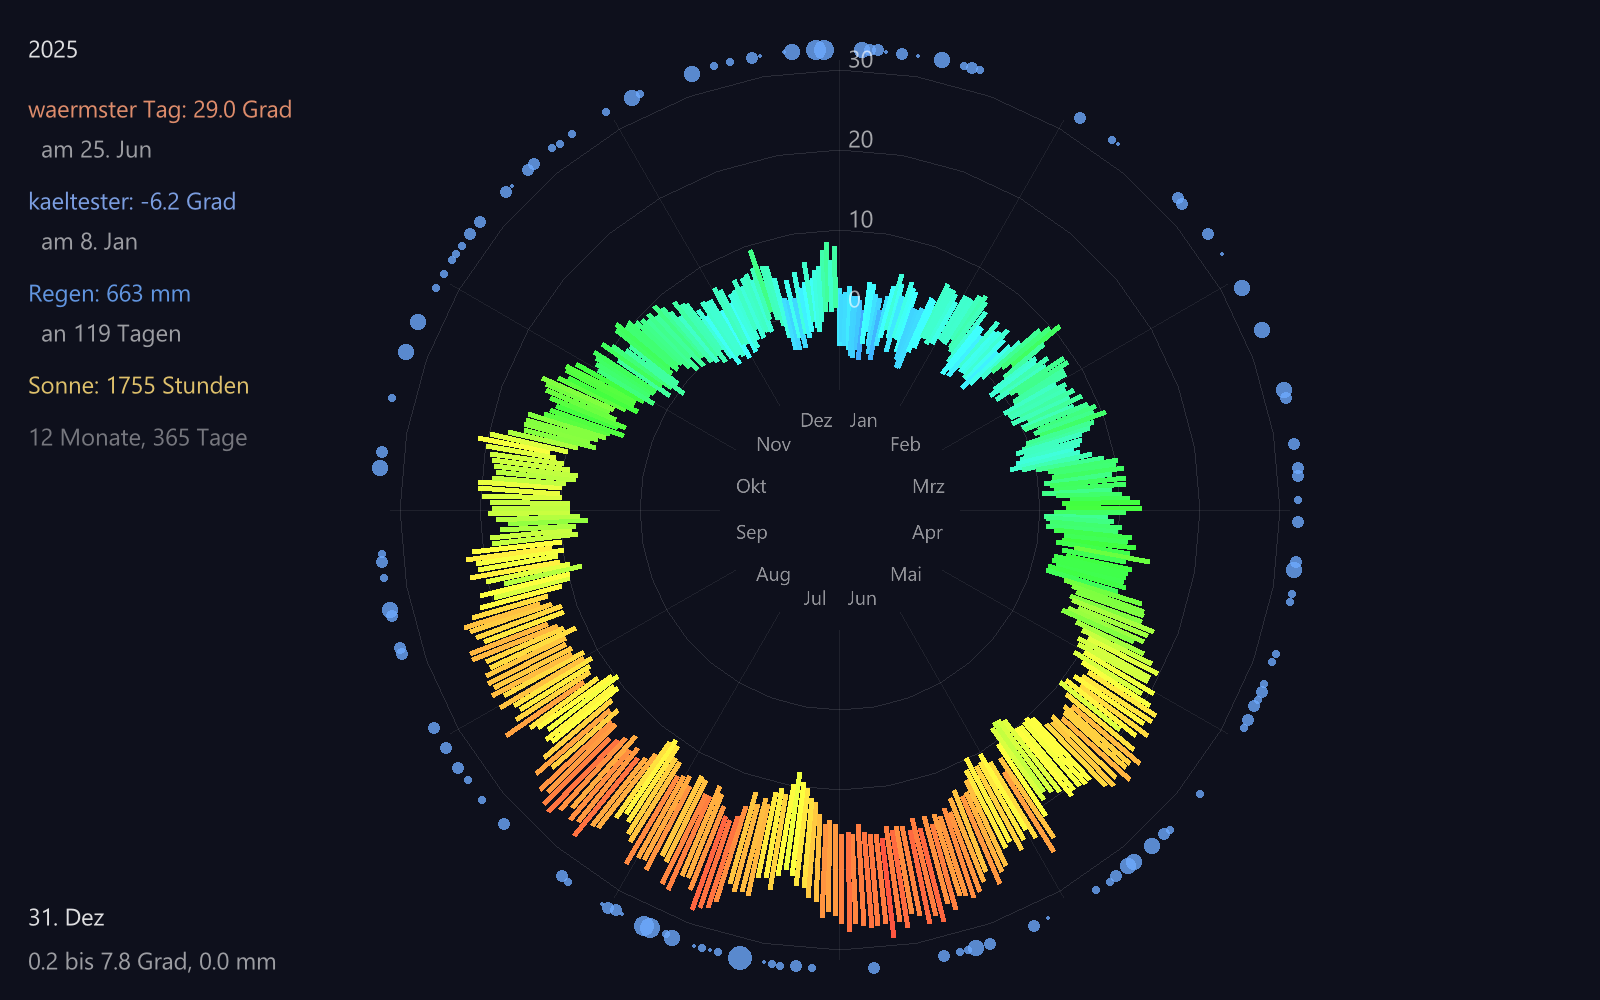 2025
waermster Tag: 29.0 Grad
am 25. Jun
kaeltester: -6.2 Grad
am 8. Jan
Regen: 663 mm
an 119 Tagen
Sonne: 1755 Stunden
12 Monate, 365 Tage
30
20
10
0
Dez Jan
Nov Feb
Okt Mrz
Sep Apr
Aug Mai
Jul Jun
31. Dez
0.2 bis 7.8 Grad, 0.0 mm